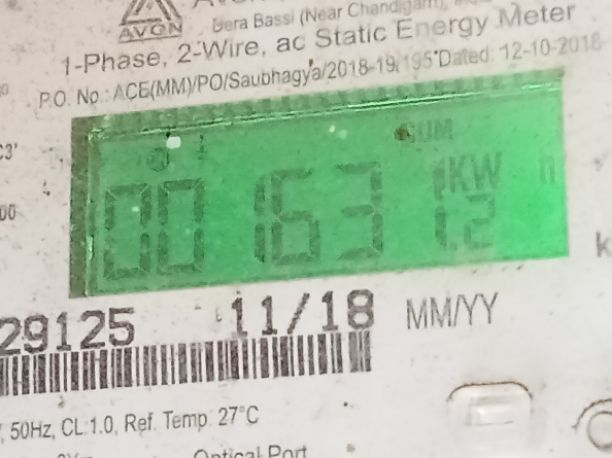 AVON
Dera Bassi (Near Chandigarh),
1-Phase, 2-Wire, ac Static Energy Meter
P.O. No.: ACE(MM)/PO/Saubhagya/2018-19/195 Dated: 12-10-2018
CUM
KW
001631.2
29125 11/18 MM/YY
50Hz, CL:1.0, Ref. Temp: 27°C
Optical Port